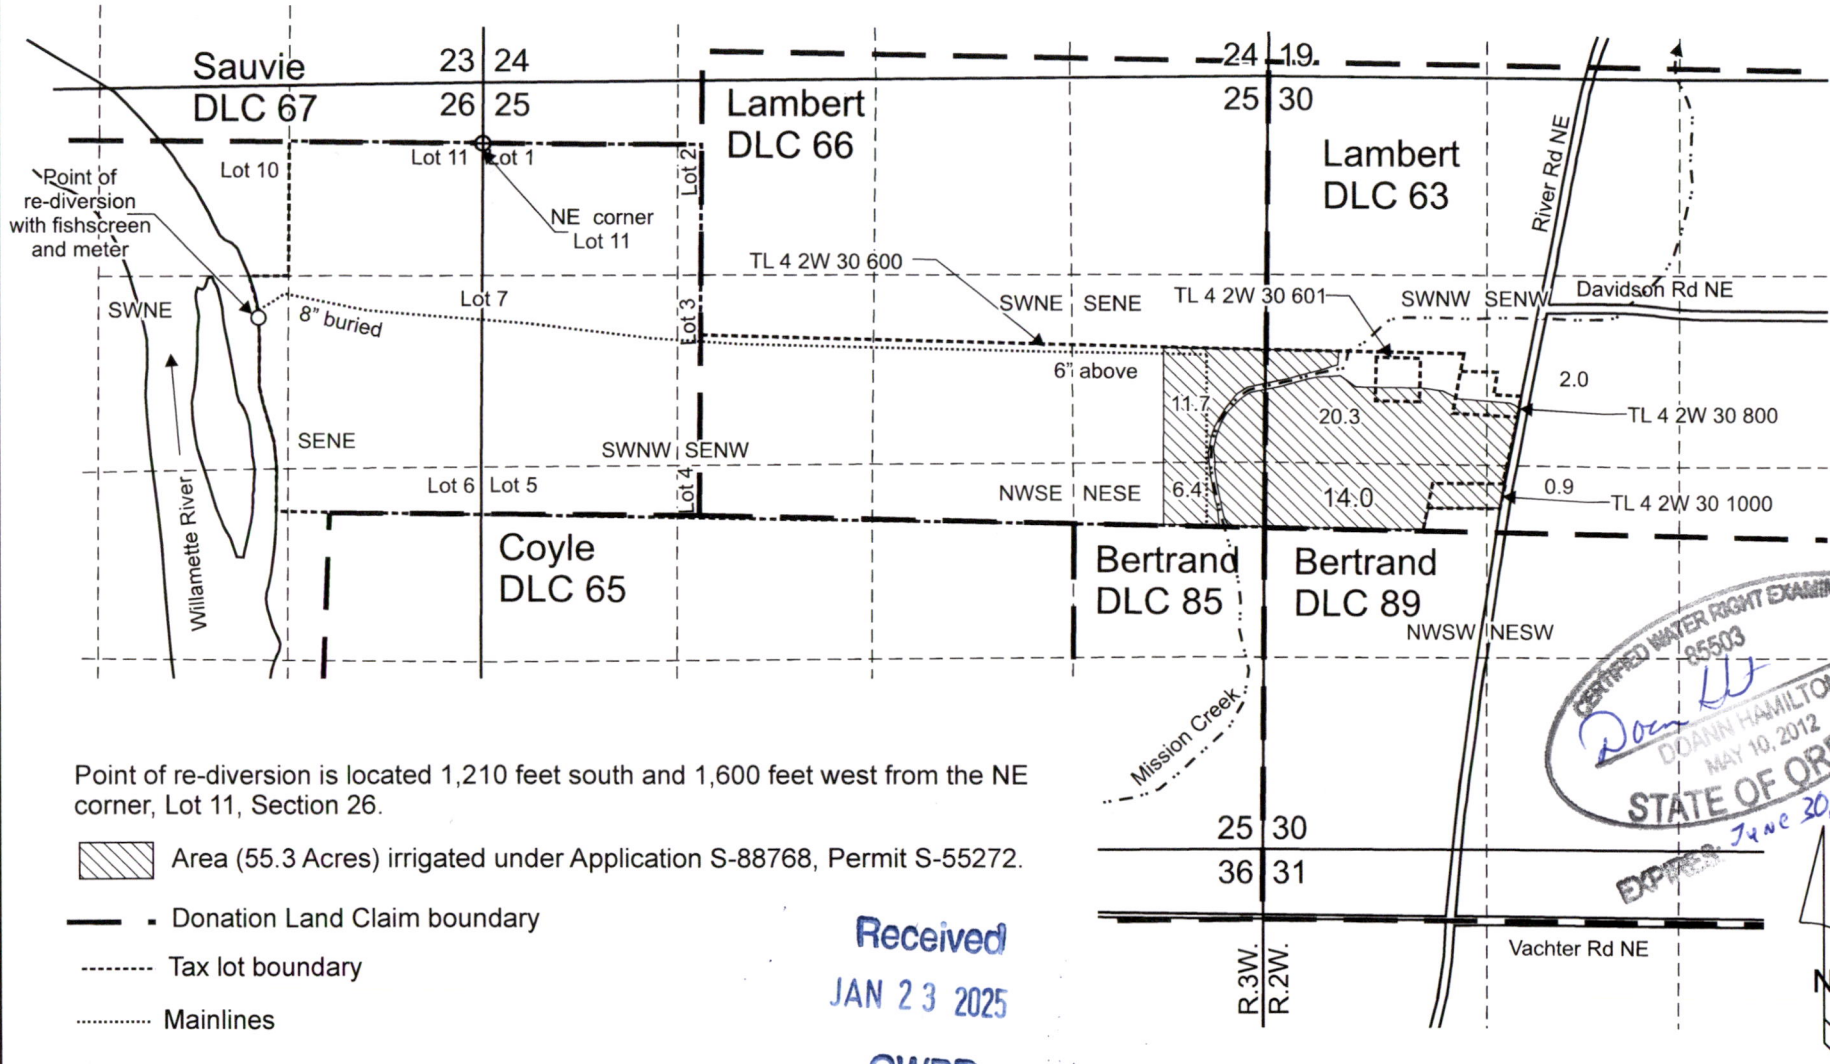 Sauvie
DLC 67
23 24
26 25
24 19
25 30
Lambert
DLC 66
Lambert
DLC 63
River Rd NE
Lot 10
Lot 11
Lot 1
Lot 2
Point of
re-diversion
with fishscreen
and meter
NE corner
Lot 11
TL 4 2W 30 600
SWNE
Lot 7
8" buried
Lot 3
SWNE SENE
TL 4 2W 30 601
SWNW SENW
Davidson Rd NE
6" above
11.7
20.3
2.0
TL 4 2W 30 800
SENE
SWNW SENW
Lot 6 Lot 5
Lot 4
NWSE NESE
6.4
14.0
0.9
TL 4 2W 30 1000
Willamette River
Coyle
DLC 65
Bertrand
DLC 85
Bertrand
DLC 89
NWSW NESW
Mission Creek
CERTIFIED WATER RIGHT
85503
DOANN HAMILTON
MAY 10, 2012
STATE OF
EXPIRES: June 30,
Point of re-diversion is located 1,210 feet south and 1,600 feet west from the NE
corner, Lot 11, Section 26.
Area (55.3 Acres) irrigated under Application S-88768, Permit S-55272.
Donation Land Claim boundary
Tax lot boundary
Mainlines
Received
JAN 23 2025
OWRD
25 30
36 31
R.3W.
R.2W.
Vachter Rd NE
N